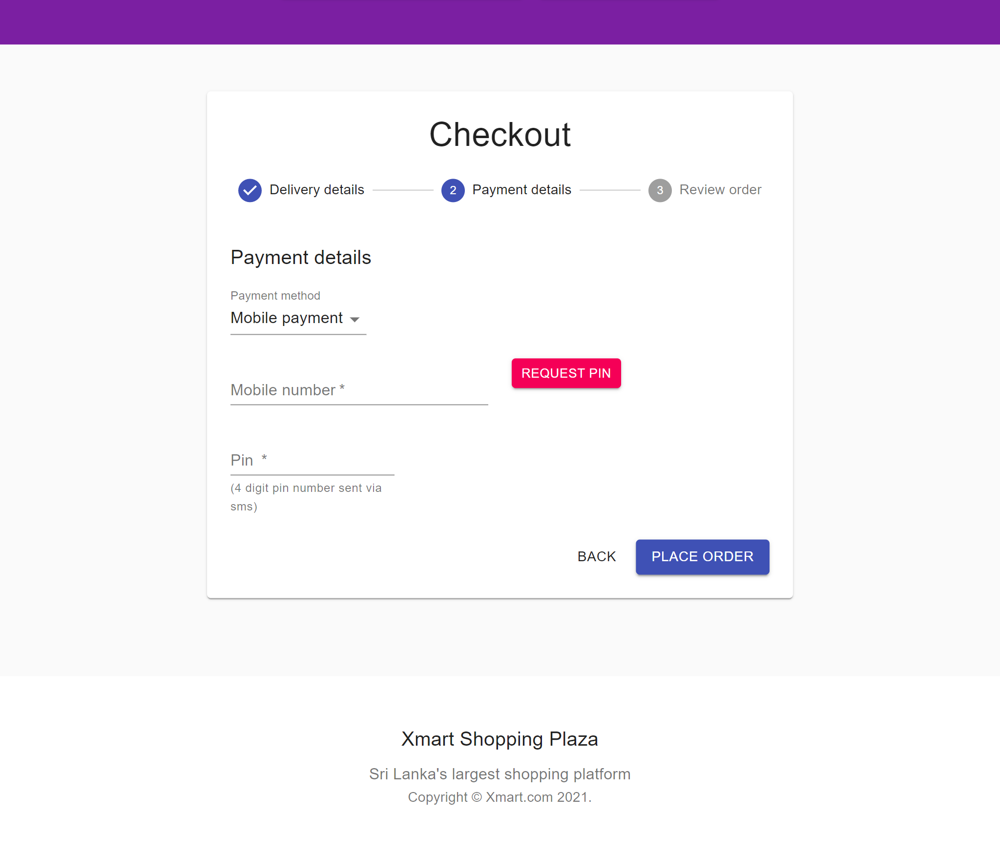 Checkout
Delivery details
2 Payment details
3 Review order
Payment details
Payment method
Mobile payment
REQUEST PIN
Mobile number *
Pin *
(4 digit pin number sent via
sms)
BACK PLACE ORDER
Xmart Shopping Plaza
Sri Lanka's largest shopping platform
Copyright © Xmart.com 2021.